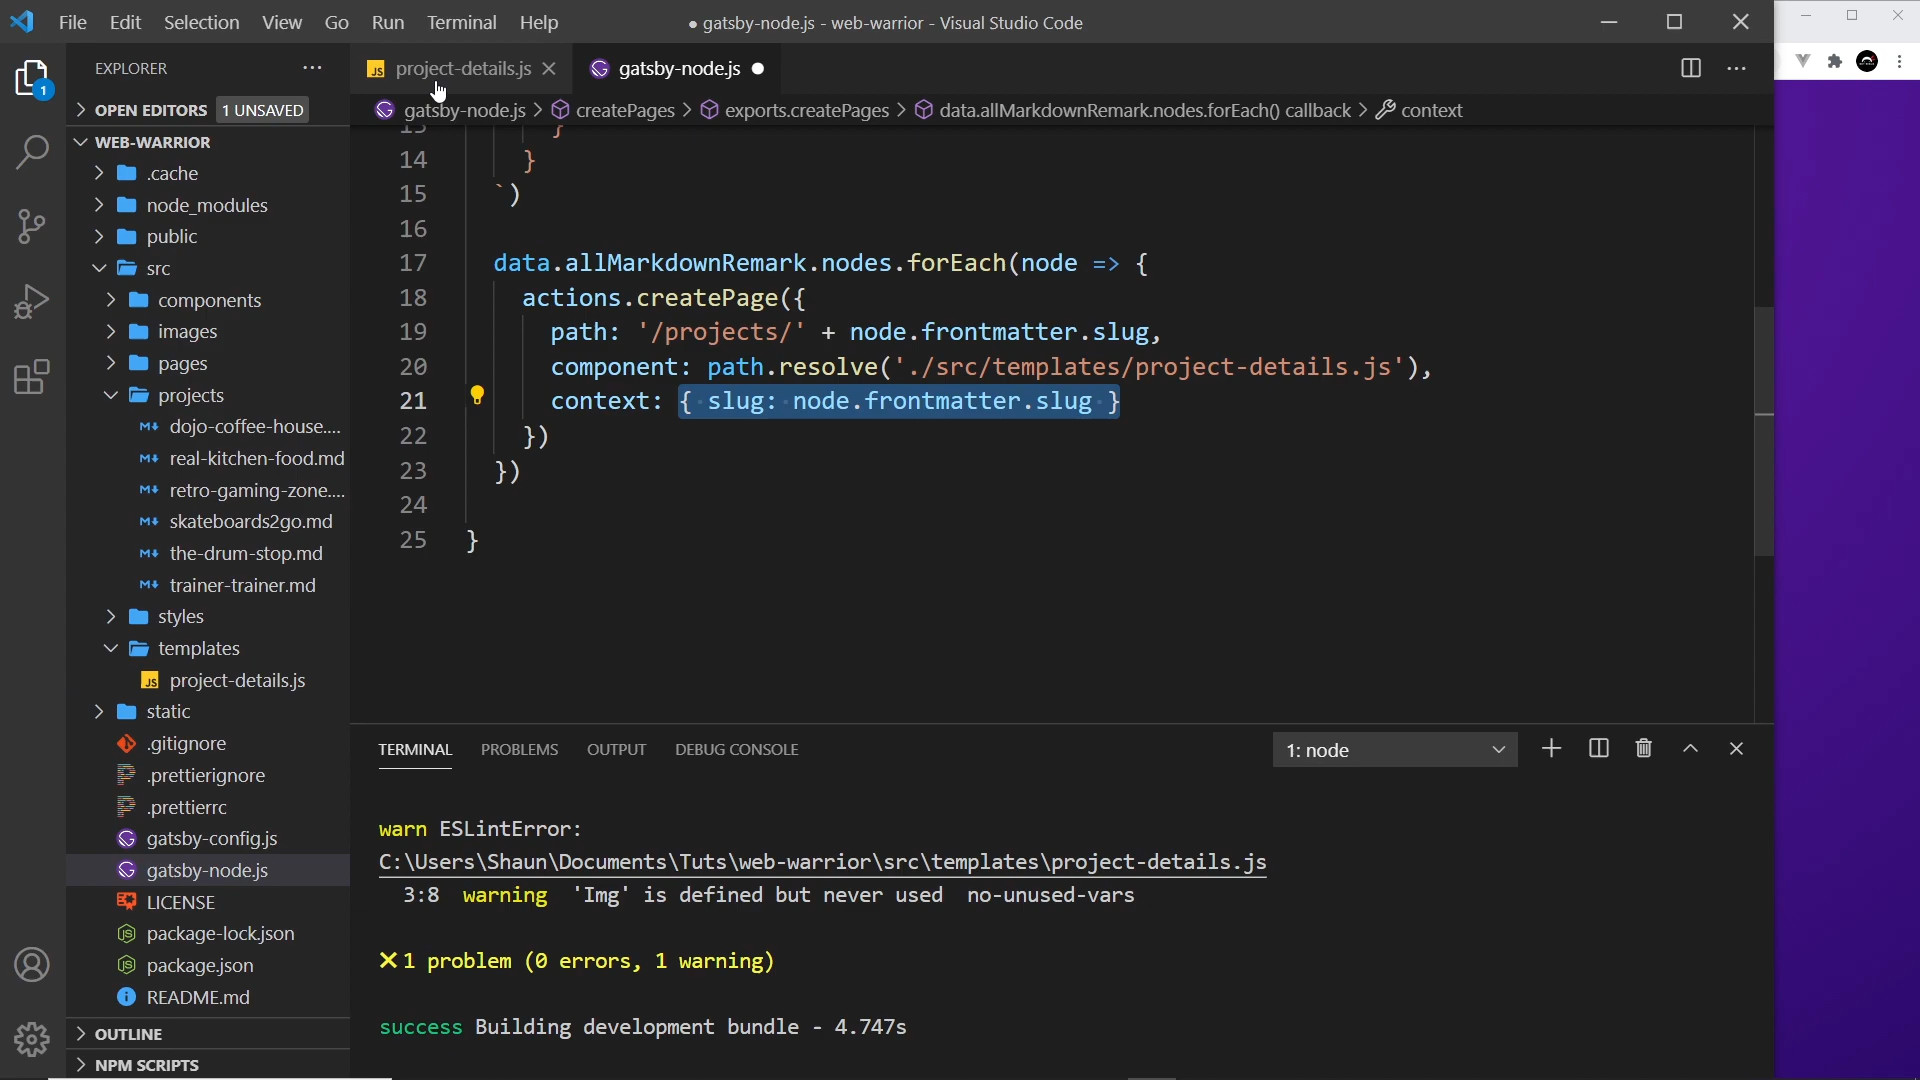 File Edit Selection View Go Run Terminal Help
● gatsby-node.js - web-warrior - Visual Studio Code
EXPLORER
project-details.js
gatsby-node.js
OPEN EDITORS 1 UNSAVED
gatsby-node.js > createPages > exports.createPages > data.allMarkdownRemark.nodes.forEach() callback > context
WEB-WARRIOR
.cache
node_modules
public
src
components
images
pages
projects
dojo-coffee-house....
real-kitchen-food.md
retro-gaming-zone....
skateboards2go.md
the-drum-stop.md
trainer-trainer.md
styles
templates
project-details.js
static
.gitignore
.prettierignore
.prettierrc
gatsby-config.js
gatsby-node.js
LICENSE
package-lock.json
package.json
README.md
OUTLINE
NPM SCRIPTS
13 }
14 }
15 `)
16
17 data.allMarkdownRemark.nodes.forEach(node => {
18 actions.createPage({
19 path: '/projects/' + node.frontmatter.slug,
20 component: path.resolve('./src/templates/project-details.js'),
21 context: { slug: node.frontmatter.slug }
22 })
23 })
24
25 }
TERMINAL PROBLEMS OUTPUT DEBUG CONSOLE
1: node
warn ESLintError:
C:\Users\Shaun\Documents\Tuts\web-warrior\src\templates\project-details.js
3:8 warning 'Img' is defined but never used no-unused-vars
✕ 1 problem (0 errors, 1 warning)
success Building development bundle - 4.747s
1